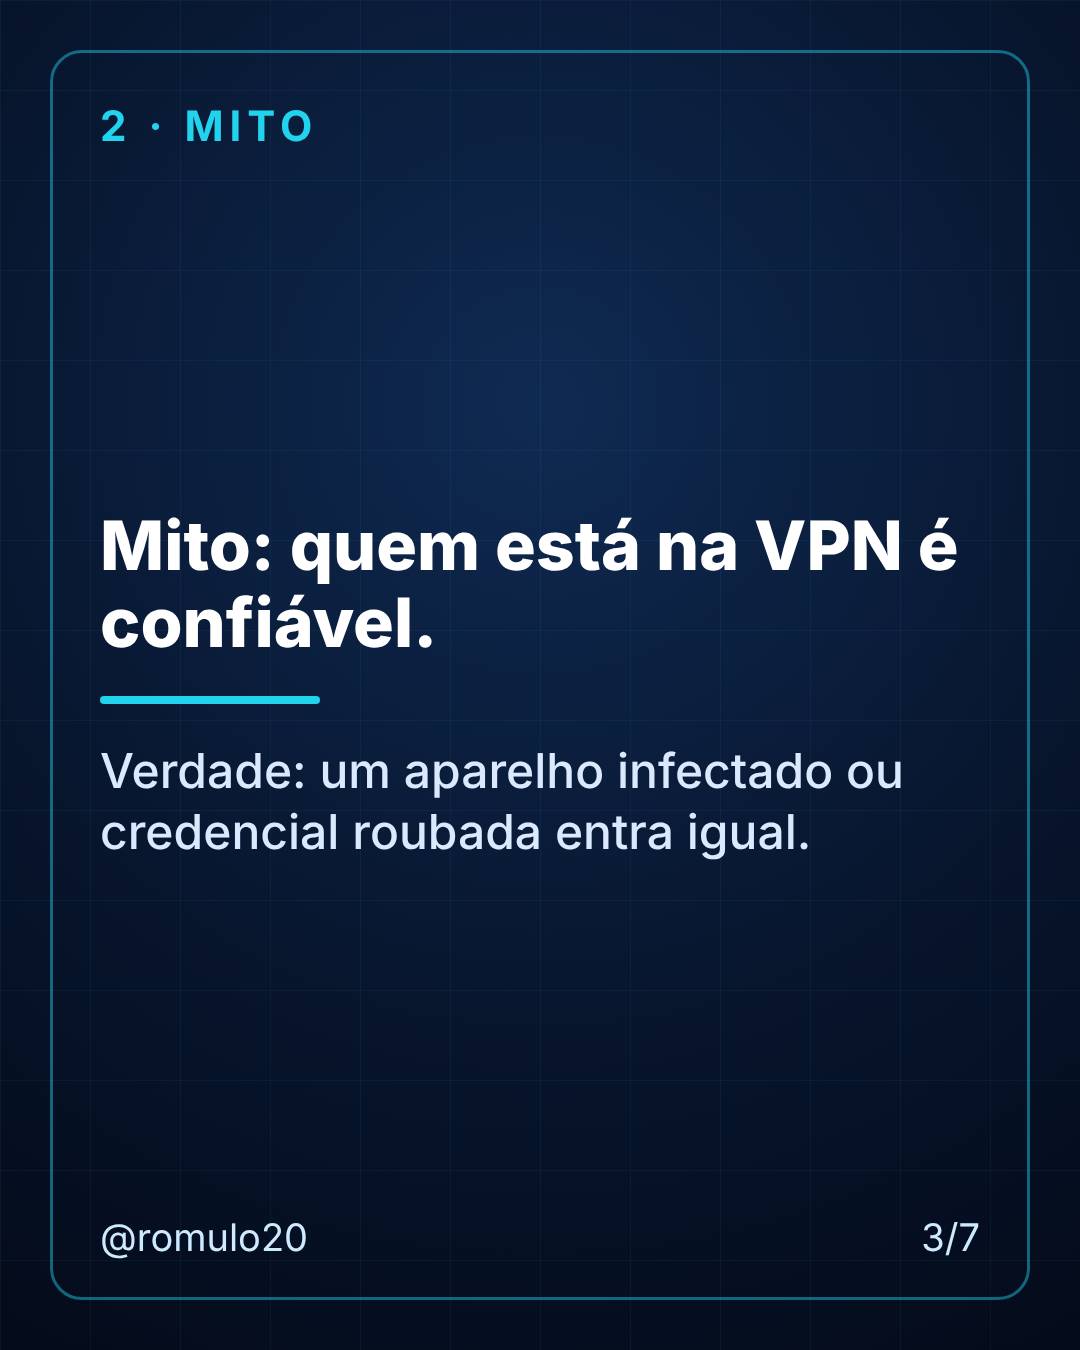 2 · MITO
Mito: quem está na VPN é
confiável.
Verdade: um aparelho infectado ou
credencial roubada entra igual.
@romulo20
3/7